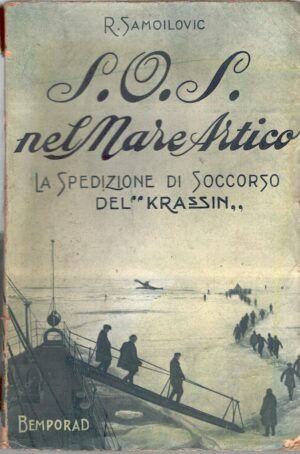 R. SAMOILOVIC
S.O.S.
nel Mare Artico
LA SPEDIZIONE DI SOCCORSO
DEL "KRASSIN„
BEMPORAD